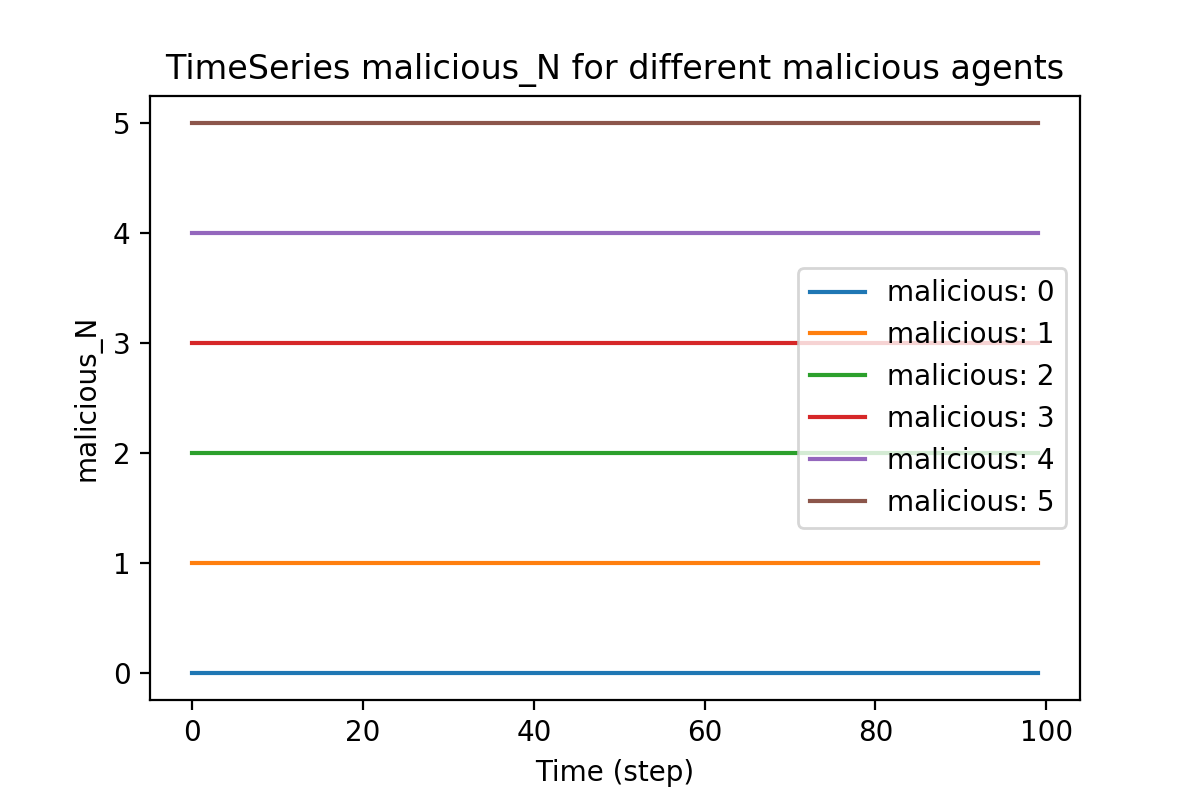 TimeSeries malicious_N for different malicious agents
malicious_N
5
4
3
2
1
0
malicious: 0
malicious: 1
malicious: 2
malicious: 3
malicious: 4
malicious: 5
0 20 40 60 80 100
Time (step)